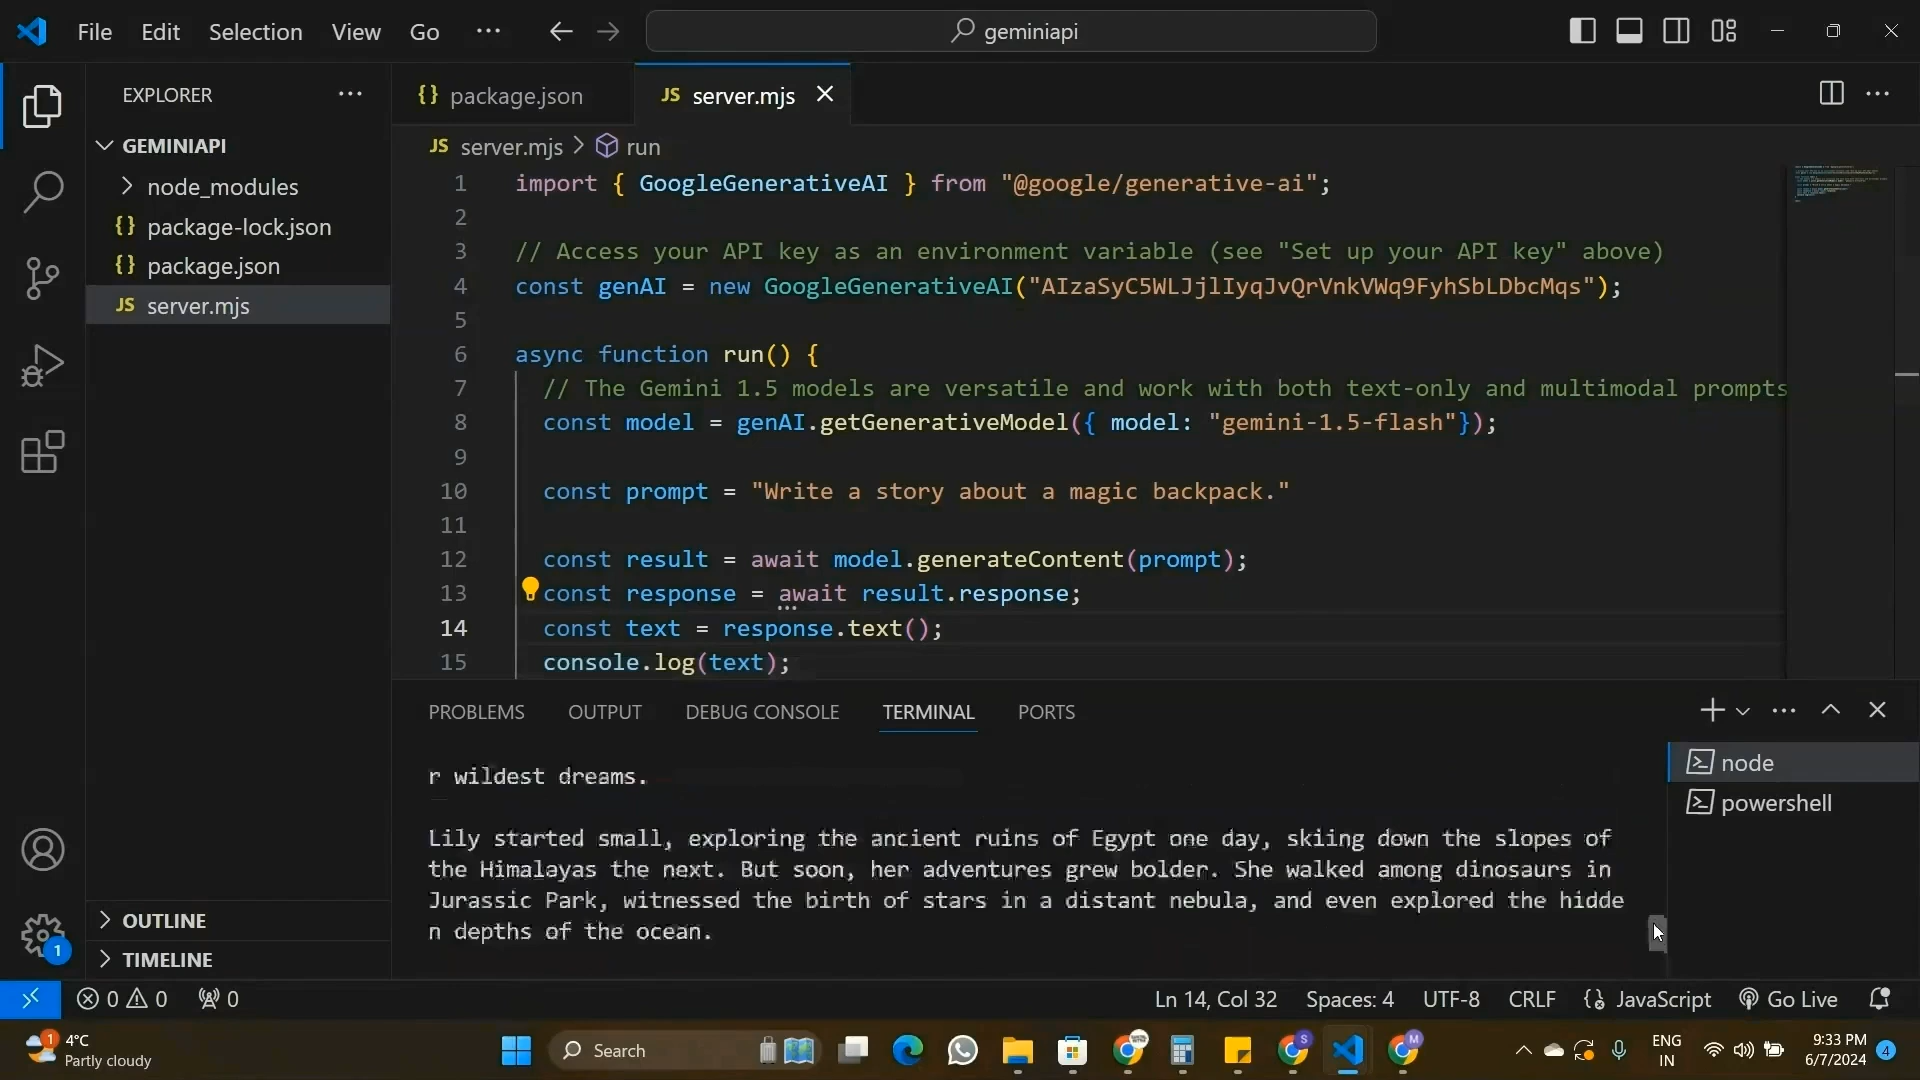 File Edit Selection View Go ··· geminiapi
EXPLORER ···
GEMINIAPI
node_modules
{} package-lock.json
{} package.json
JS server.mjs
OUTLINE
TIMELINE
1
{} package.json
JS server.mjs
JS server.mjs > run
1 import { GoogleGenerativeAI } from "@google/generative-ai";
2
3 // Access your API key as an environment variable (see "Set up your API key" above)
4 const genAI = new GoogleGenerativeAI("AIzaSyC5WLJjlIyqJvQrVnkVWq9FyhSbLDbcMqs");
5
6 async function run() {
7 // The Gemini 1.5 models are versatile and work with both text-only and multimodal prompts
8 const model = genAI.getGenerativeModel({ model: "gemini-1.5-flash"});
9
10 const prompt = "Write a story about a magic backpack."
11
12 const result = await model.generateContent(prompt);
13 const response = await result.response;
14 const text = response.text();
15 console.log(text);
PROBLEMS OUTPUT DEBUG CONSOLE TERMINAL PORTS
r wildest dreams.
Lily started small, exploring the ancient ruins of Egypt one day, skiing down the slopes of
the Himalayas the next. But soon, her adventures grew bolder. She walked among dinosaurs in
Jurassic Park, witnessed the birth of stars in a distant nebula, and even explored the hidde
n depths of the ocean.
node
powershell
0 0 0 Ln 14, Col 32 Spaces: 4 UTF-8 CRLF {} JavaScript Go Live
1 4°C
Partly cloudy
Search
S
M
ENG
IN
9:33 PM
6/7/2024
4